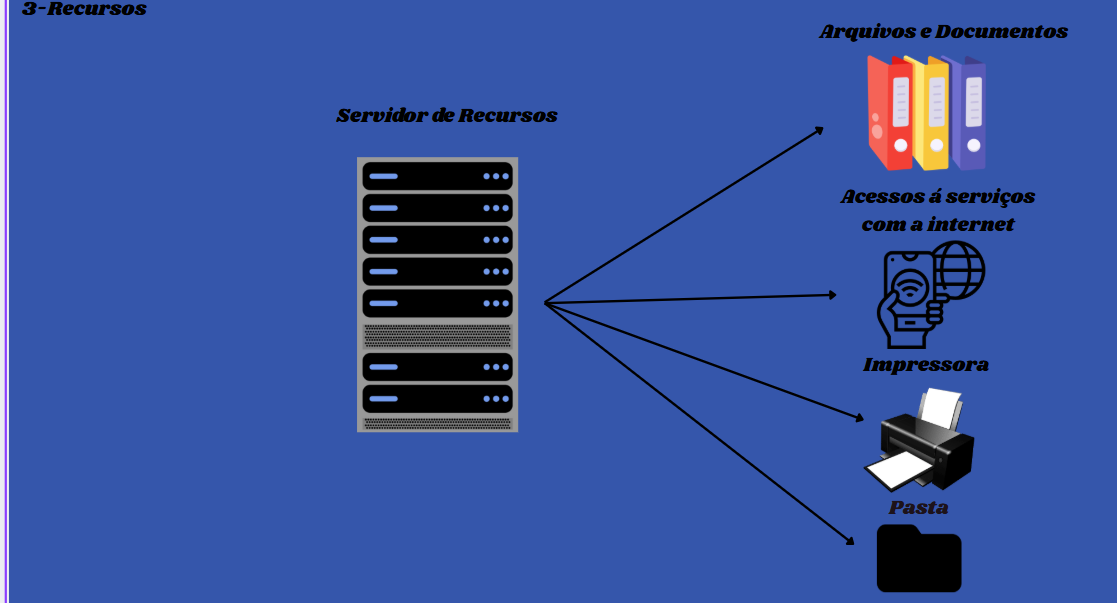 3-Recursos
Arquivos e Documentos
Servidor de Recursos
Acessos á serviços
com a internet
Impressora
Pasta